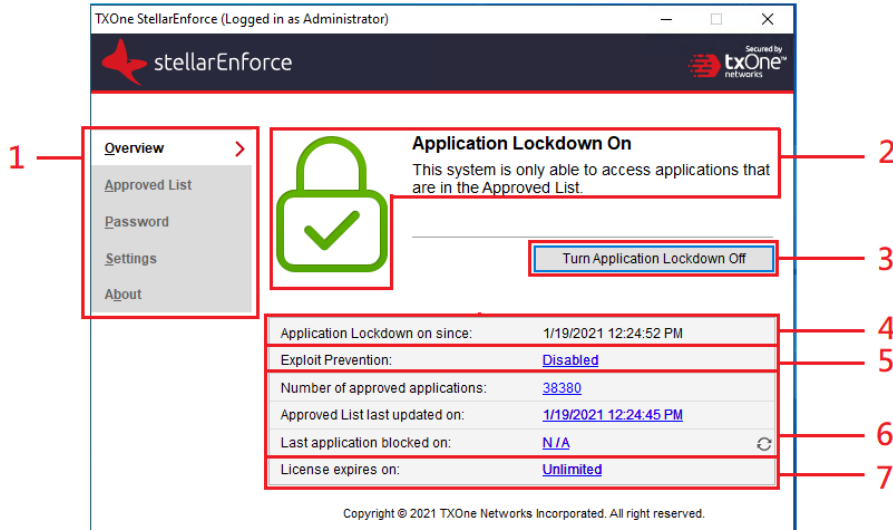 TXOne StellarEnforce (Logged in as Administrator)
stellarEnforce
Secured by
txOne™
networks
1
Overview
Approved List
Password
Settings
About
Application Lockdown On
This system is only able to access applications that
are in the Approved List.
2
Turn Application Lockdown Off
3
Application Lockdown on since: 1/19/2021 12:24:52 PM
4
Exploit Prevention: Disabled
5
Number of approved applications: 38380
Approved List last updated on: 1/19/2021 12:24:45 PM
Last application blocked on: N/A
6
License expires on: Unlimited
7
Copyright © 2021 TXOne Networks Incorporated. All right reserved.